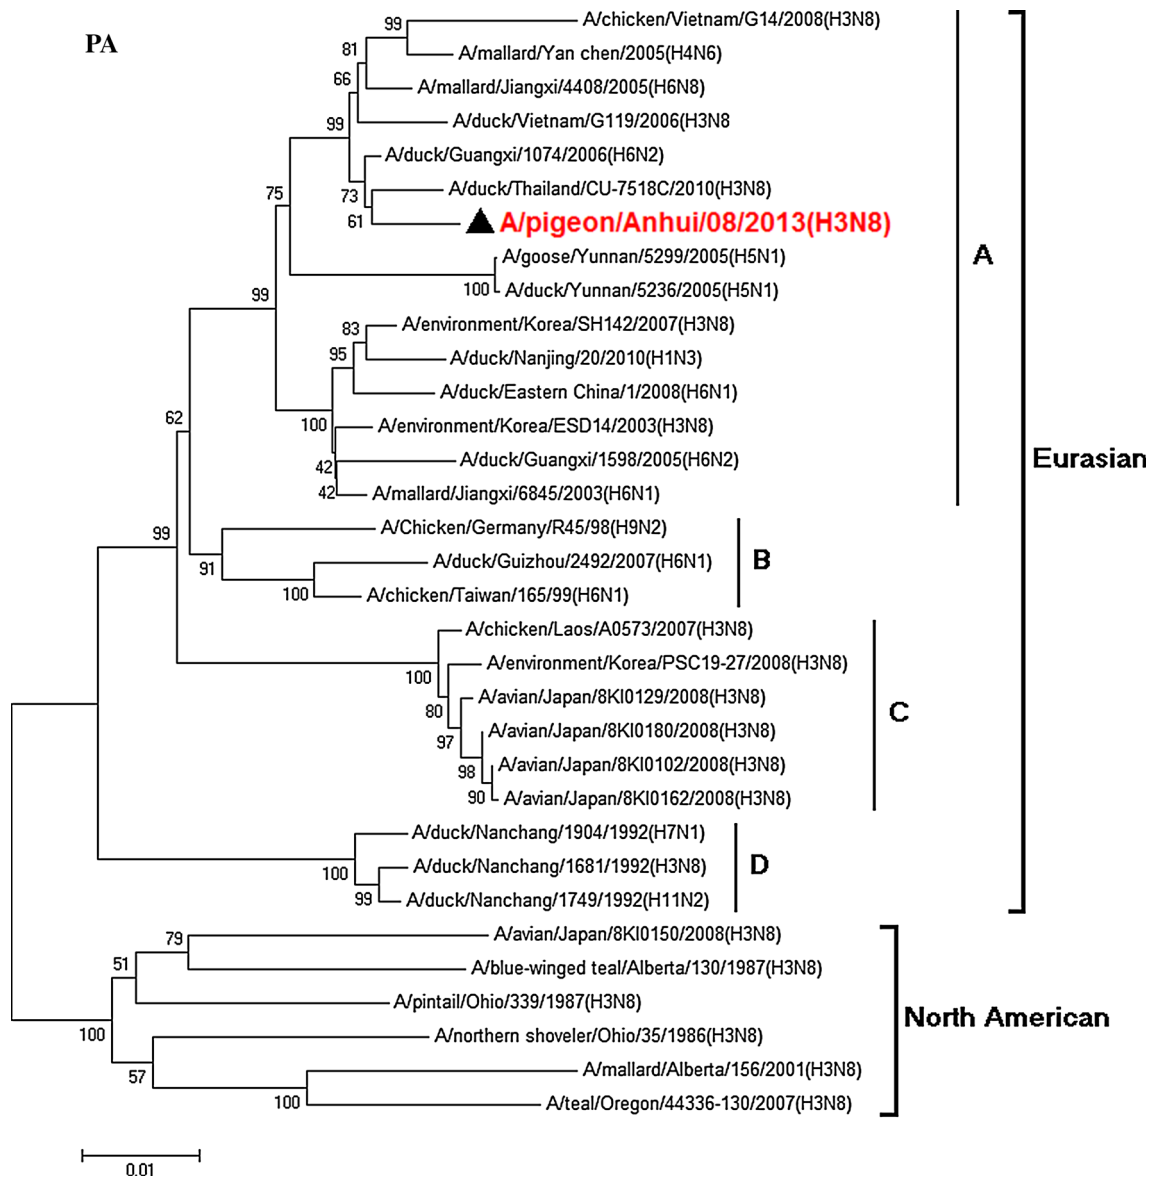 PA
99
A/chicken/Vietnam/G14/2008(H3N8)
A/mallard/Yan chen/2005(H4N6)
81
A/mallard/Jiangxi/4408/2005(H6N8)
66
A/duck/Vietnam/G119/2006(H3N8
99
A/duck/Guangxi/1074/2006(H6N2)
A/duck/Thailand/CU-7518C/2010(H3N8)
73
75
61
A/pigeon/Anhui/08/2013(H3N8)
A
A/goose/Yunnan/5299/2005(H5N1)
100
A/duck/Yunnan/5236/2005(H5N1)
99
A/environment/Korea/SH142/2007(H3N8)
83
A/duck/Nanjing/20/2010(H1N3)
95
A/duck/Eastern China/1/2008(H6N1)
62
100
A/environment/Korea/ESD14/2003(H3N8)
A/duck/Guangxi/1598/2005(H6N2)
42
42
A/mallard/Jiangxi/6845/2003(H6N1)
Eurasian
99
A/Chicken/Germany/R45/98(H9N2)
A/duck/Guizhou/2492/2007(H6N1)
91
B
100
A/chicken/Taiwan/165/99(H6N1)
A/chicken/Laos/A0573/2007(H3N8)
A/environment/Korea/PSC19-27/2008(H3N8)
100
A/avian/Japan/8KI0129/2008(H3N8)
80
C
A/avian/Japan/8KI0180/2008(H3N8)
97
A/avian/Japan/8KI0102/2008(H3N8)
98
90
A/avian/Japan/8KI0162/2008(H3N8)
A/duck/Nanchang/1904/1992(H7N1)
A/duck/Nanchang/1681/1992(H3N8)
D
100
99
A/duck/Nanchang/1749/1992(H11N2)
79
A/avian/Japan/8KI0150/2008(H3N8)
51
A/blue-winged teal/Alberta/130/1987(H3N8)
A/pintail/Ohio/339/1987(H3N8)
North American
100
A/northern shoveler/Ohio/35/1986(H3N8)
57
A/mallard/Alberta/156/2001(H3N8)
100
A/teal/Oregon/44336-130/2007(H3N8)
0.01